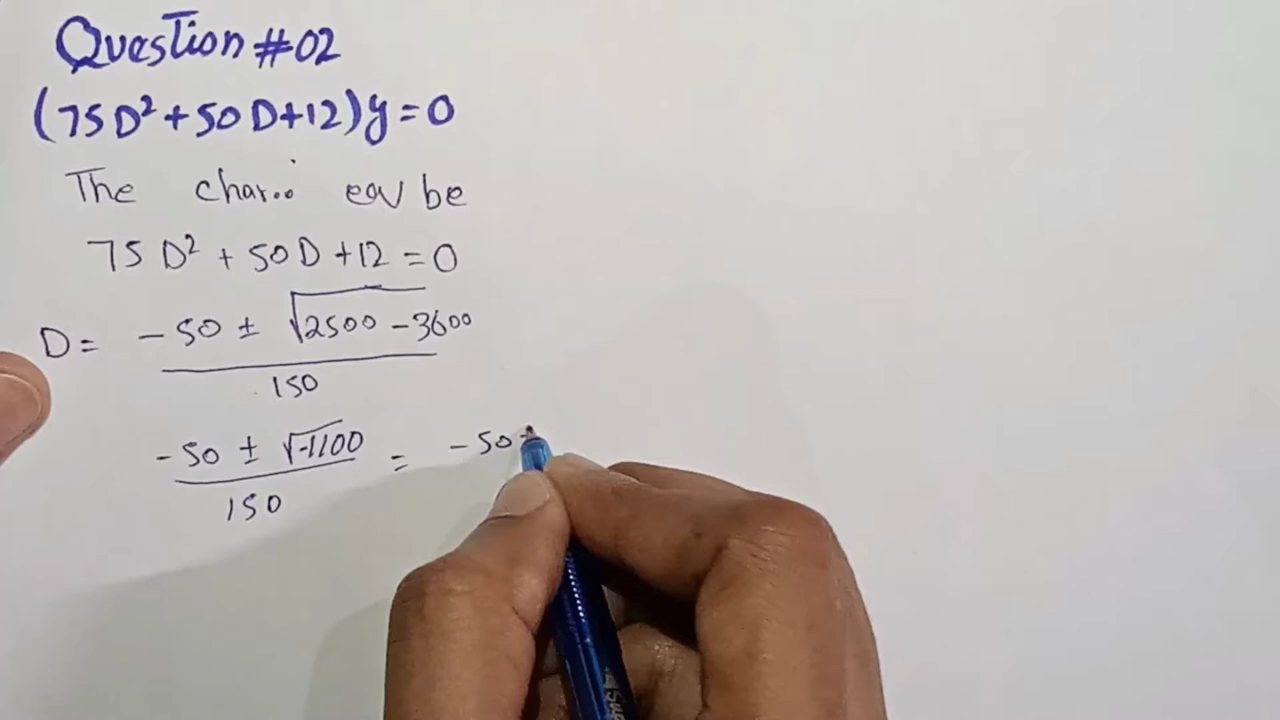 Question #02
(75D²+50D+12)y=0
The char... eq be
75D²+50D+12=0
D= -50 ± √2500-3600
150
-50 ± √-1100 = -50
150